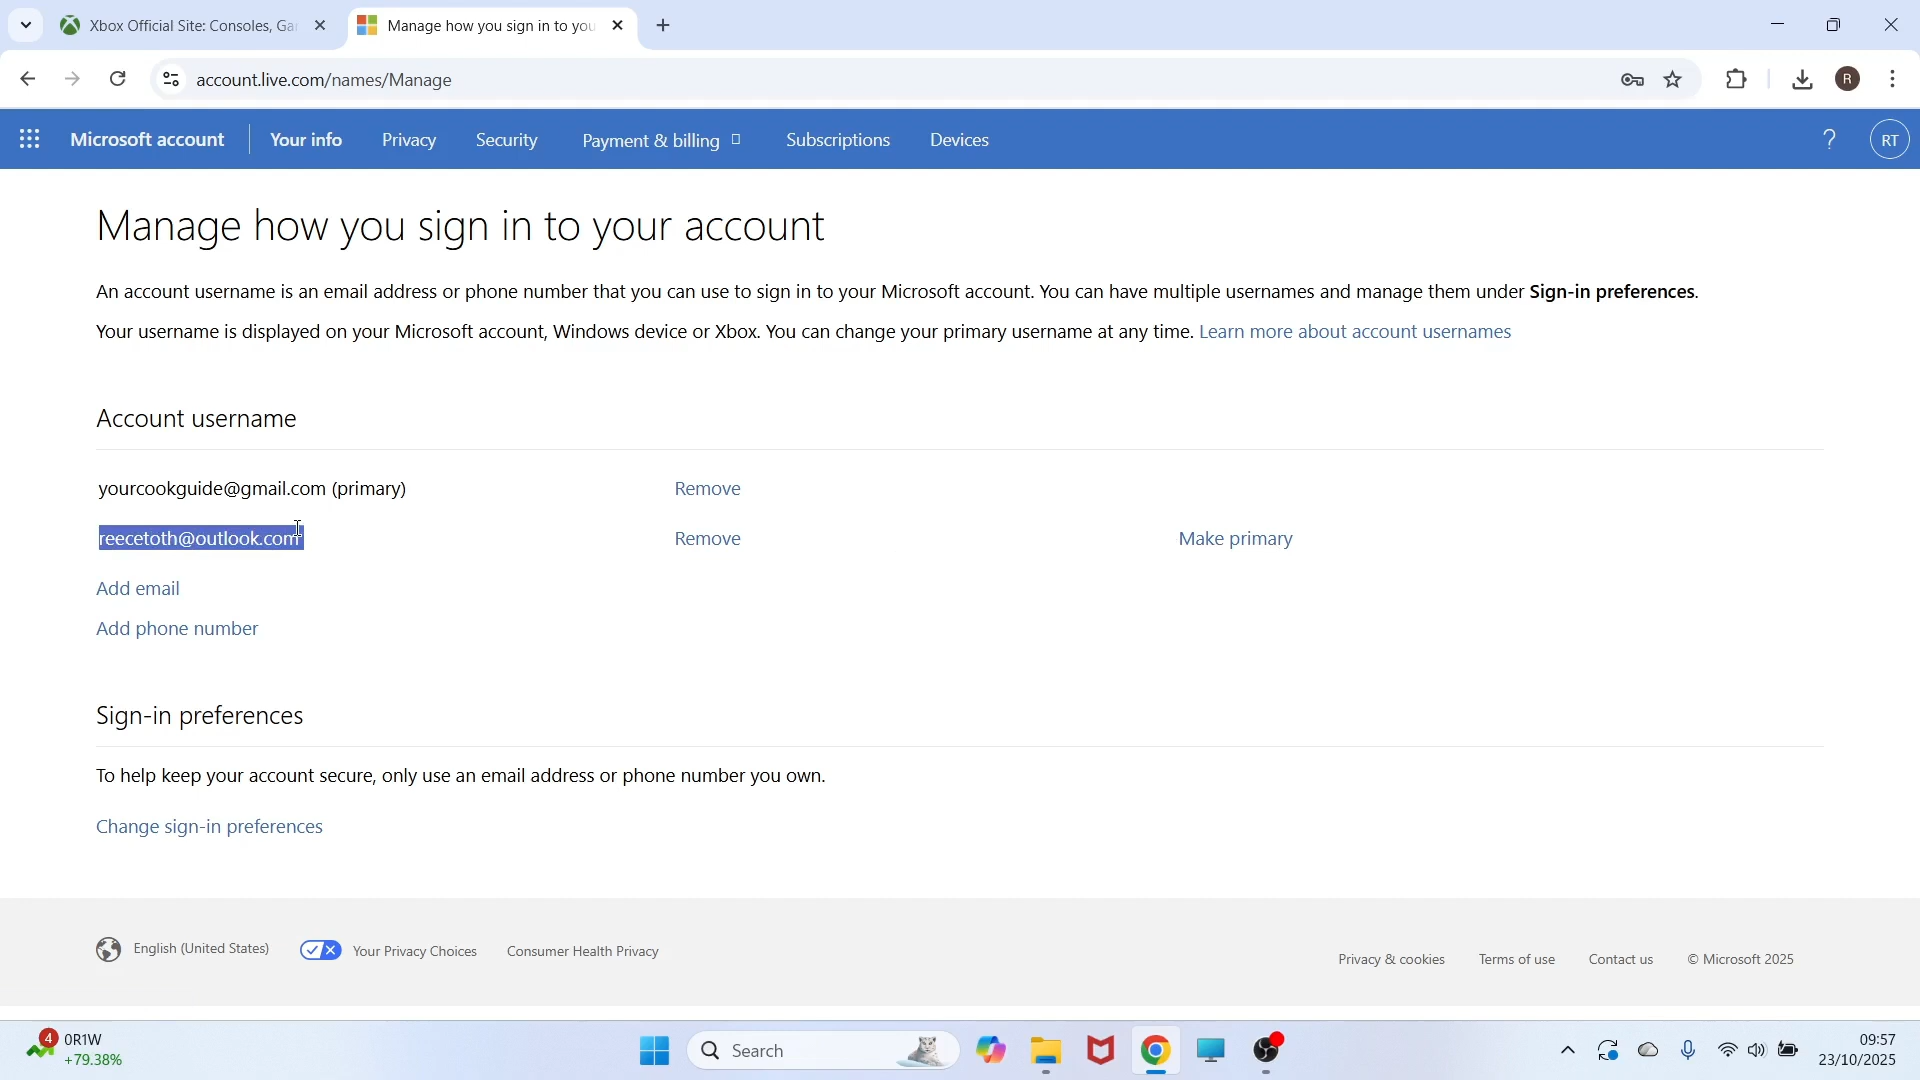 Xbox Official Site: Consoles, Ga
Manage how you sign in to you
account.live.com/names/Manage
R
Microsoft account
Your info
Privacy
Security
Payment & billing
Subscriptions
Devices
?
RT
Manage how you sign in to your account
An account username is an email address or phone number that you can use to sign in to your Microsoft account. You can have multiple usernames and manage them under Sign-in preferences.
Your username is displayed on your Microsoft account, Windows device or Xbox. You can change your primary username at any time. Learn more about account usernames
Account username
yourcookguide@gmail.com (primary)
Remove
reecetoth@outlook.com
Remove
Make primary
Add email
Add phone number
Sign-in preferences
To help keep your account secure, only use an email address or phone number you own.
Change sign-in preferences
English (United States)
Your Privacy Choices
Consumer Health Privacy
Privacy & cookies
Terms of use
Contact us
© Microsoft 2025
4
0R1W
+79.38%
Search
09:57
23/10/2025